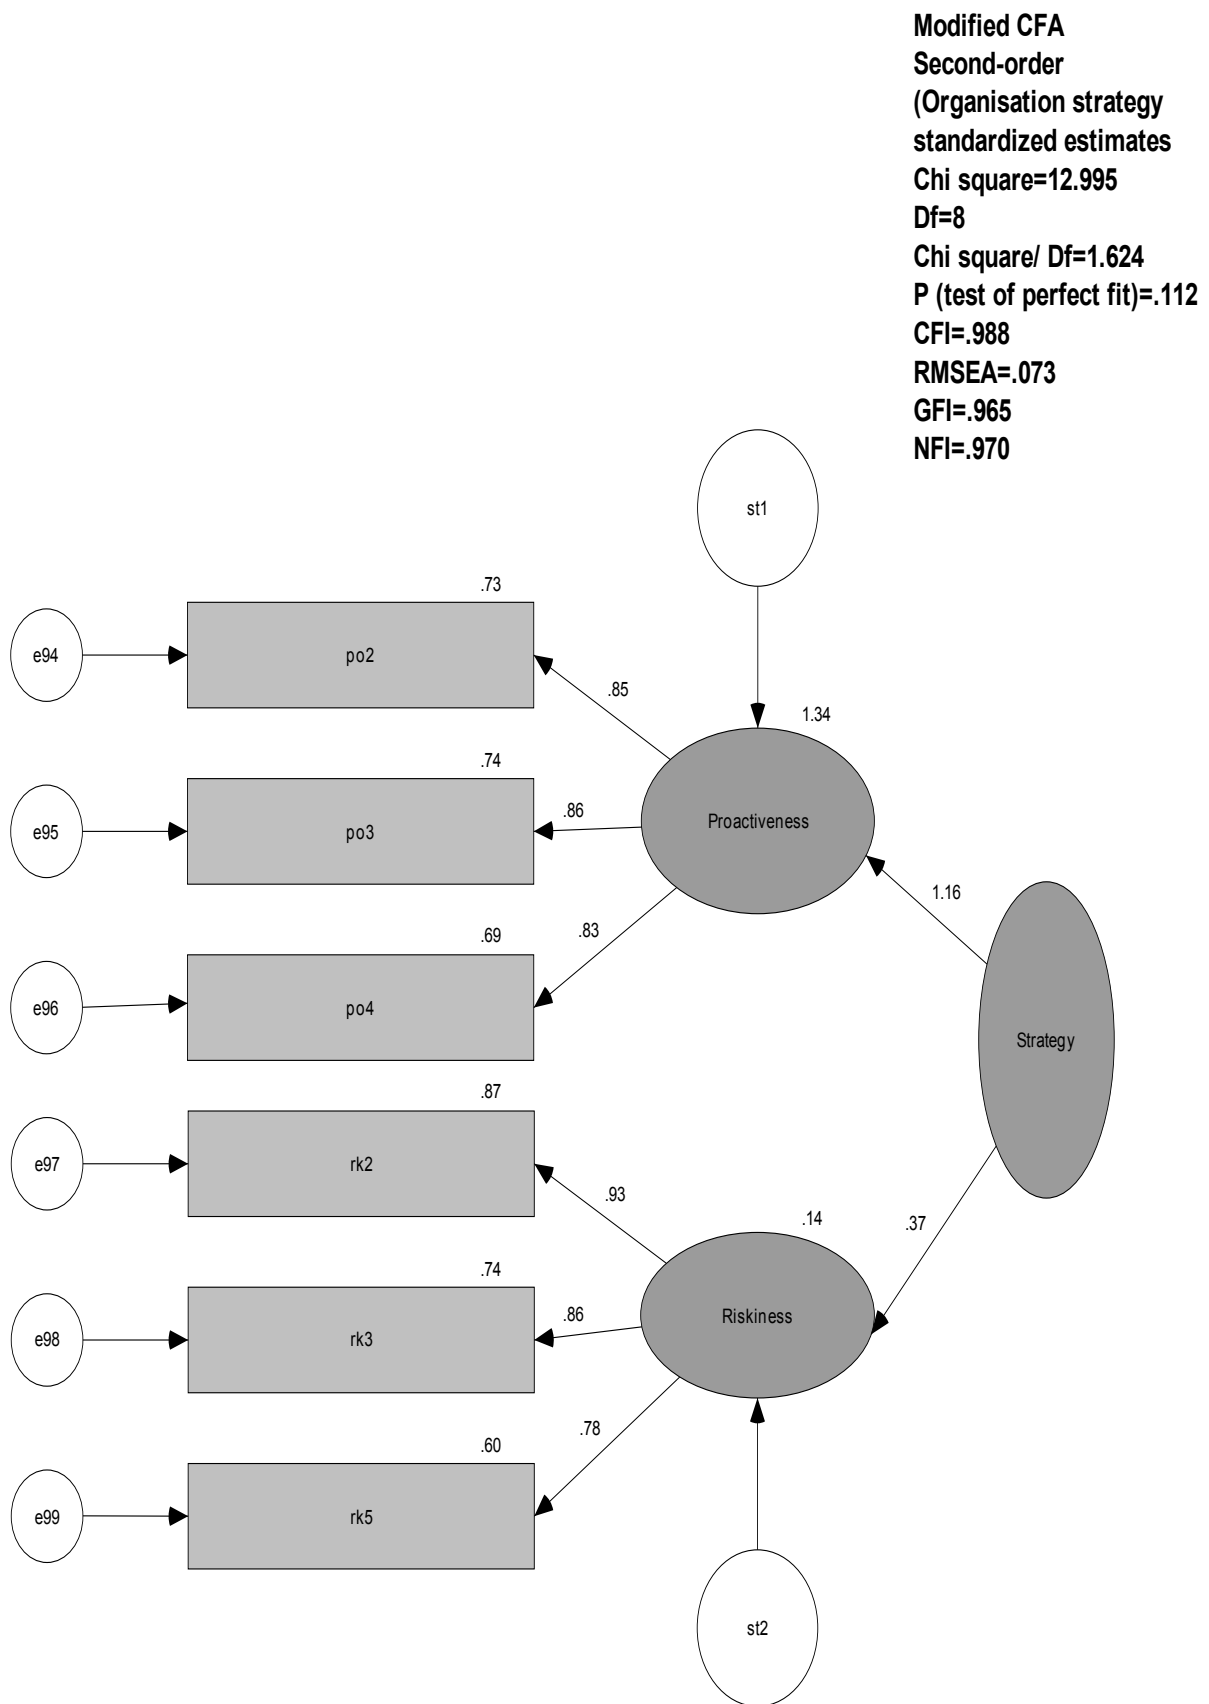 Modified CFA
Second-order
(Organisation strategy
standardized estimates
Chi square=12.995
Df=8
Chi square/ Df=1.624
P (test of perfect fit)=.112
CFI=.988
RMSEA=.073
GFI=.965
NFI=.970
st1
.73
e94
po2
.85
1.34
.74
e95
po3
.86
Proactiveness
1.16
.69
.83
e96
po4
Strategy
.87
e97
rk2
.93
.14
.37
.74
e98
rk3
.86
Riskiness
.78
.60
e99
rk5
st2